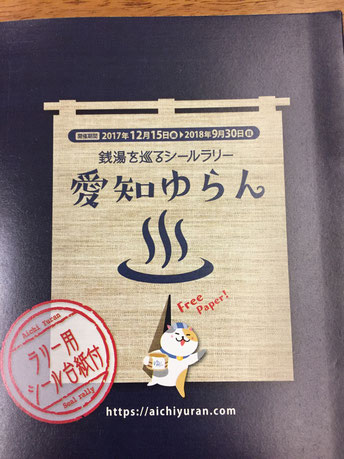 開催期間 2017年12月15日金▶2018年9月30日日
銭湯を巡るシールラリー
愛知ゆらん
Free
Paper!
Aichi Yuran
ラリー用
シール台紙付
Seal rally
https://aichiyuran.com